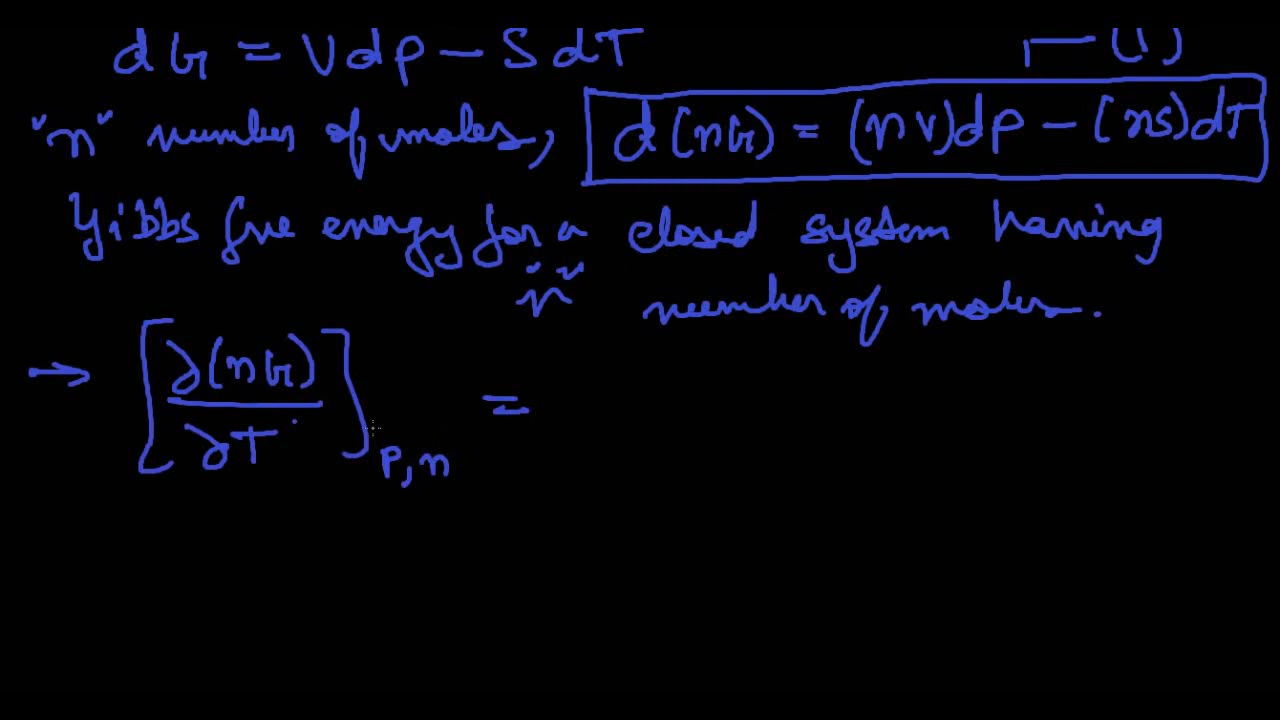 dG = Vdp - SdT — (1)
"n" number of moles, d(nG) = (nV)dp - (nS)dT
Gibbs free energy for a closed system having
"n" number of moles.
→ [∂(nG)/∂T]P,n =